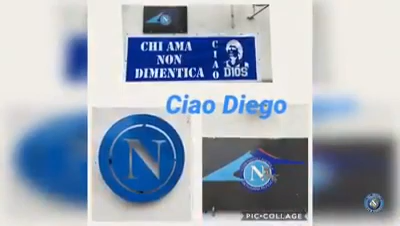 CHI AMA
NON
DIMENTICA
CIAO
DIOS
Ciao Diego
N
N
N
PIC•COLLAGE